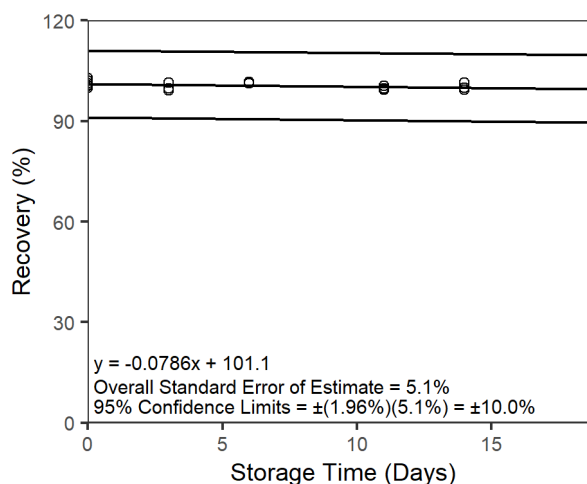 120
90
60
30
0
Recovery (%)
y = -0.0786x + 101.1
Overall Standard Error of Estimate = 5.1%
95% Confidence Limits = ±(1.96%)(5.1%) = ±10.0%
0 5 10 15
Storage Time (Days)